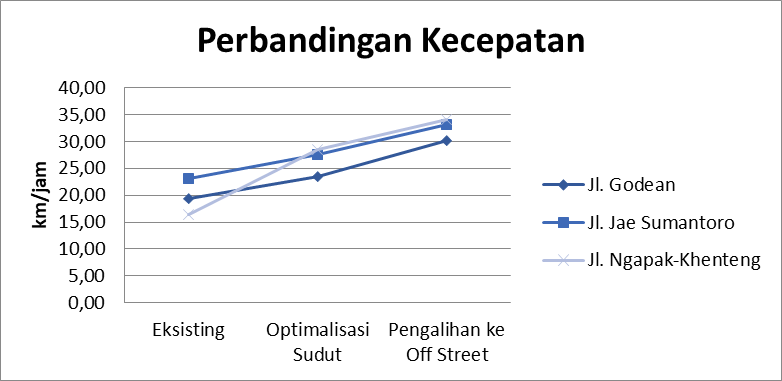 Perbandingan Kecepatan
km/jam
40,00
35,00
30,00
25,00
20,00
15,00
10,00
5,00
0,00
Eksisting
Optimalisasi
Sudut
Pengalihan ke
Off Street
Jl. Godean
Jl. Jae Sumantoro
Jl. Ngapak-Khenteng